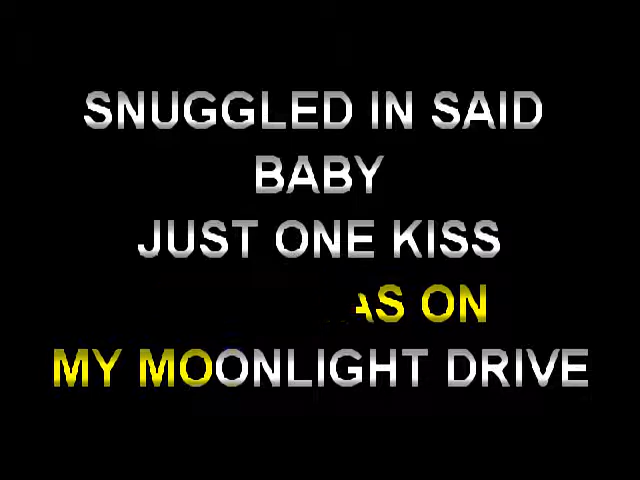 SNUGGLED IN SAID
BABY
JUST ONE KISS
AS ON
MY MOONLIGHT DRIVE